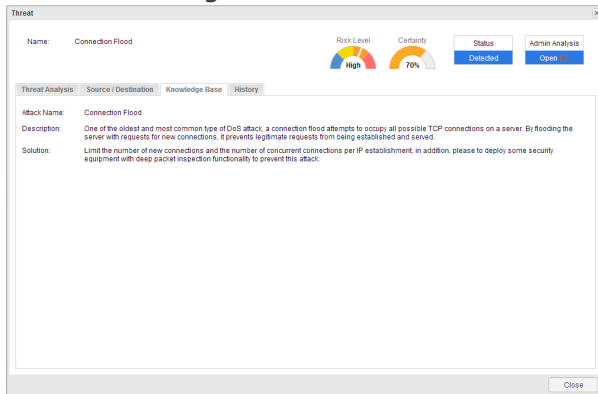 Threat
Name: Connection Flood
Risk Level
High
Certainty
70%
Status
Detected
Admin Analysis
Open
Threat Analysis Source / Destination Knowledge Base History
Attack Name: Connection Flood
Description: One of the oldest and most common type of DoS attack, a connection flood attempts to occupy all possible TCP connections on a server. By flooding the
server with requests for new connections, it prevents legitimate requests from being established and served.
Solution: Limit the number of new connections and the number of concurrent connections per IP establishment, in addition, please to deploy some security
equipment with deep packet inspection functionality to prevent this attack.
Close